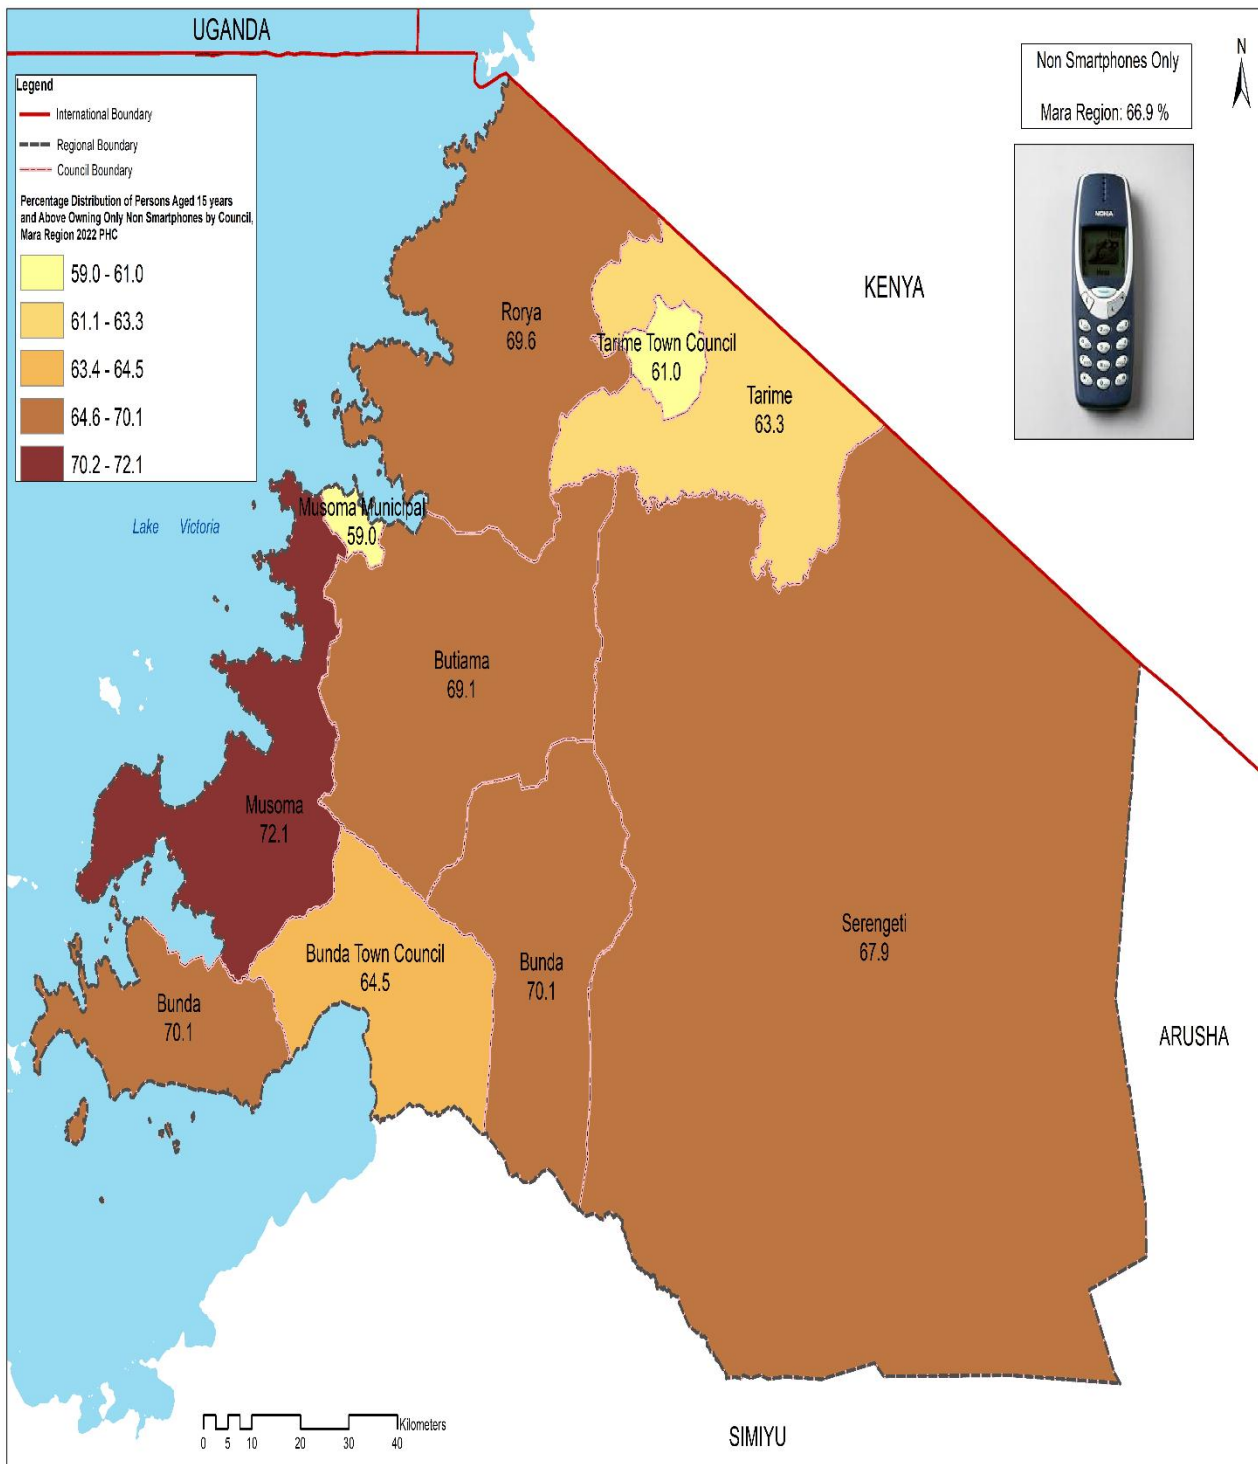 UGANDA
Non Smartphones Only
Mara Region: 66.9 %
N
Legend
International Boundary
Regional Boundary
Council Boundary
Percentage Distribution of Persons Aged 15 years
and Above Owning Only Non Smartphones by Council,
Mara Region 2022 PHC
59.0 - 61.0
61.1 - 63.3
63.4 - 64.5
64.6 - 70.1
70.2 - 72.1
NOKIA
KENYA
Rorya
69.6
Tarime Town Council
61.0
Tarime
63.3
Musoma Municipal
59.0
Lake Victoria
Butiama
69.1
Musoma
72.1
Serengeti
67.9
Bunda Town Council
64.5
Bunda
70.1
Bunda
70.1
ARUSHA
SIMIYU
Kilometers
0 5 10 20 30 40